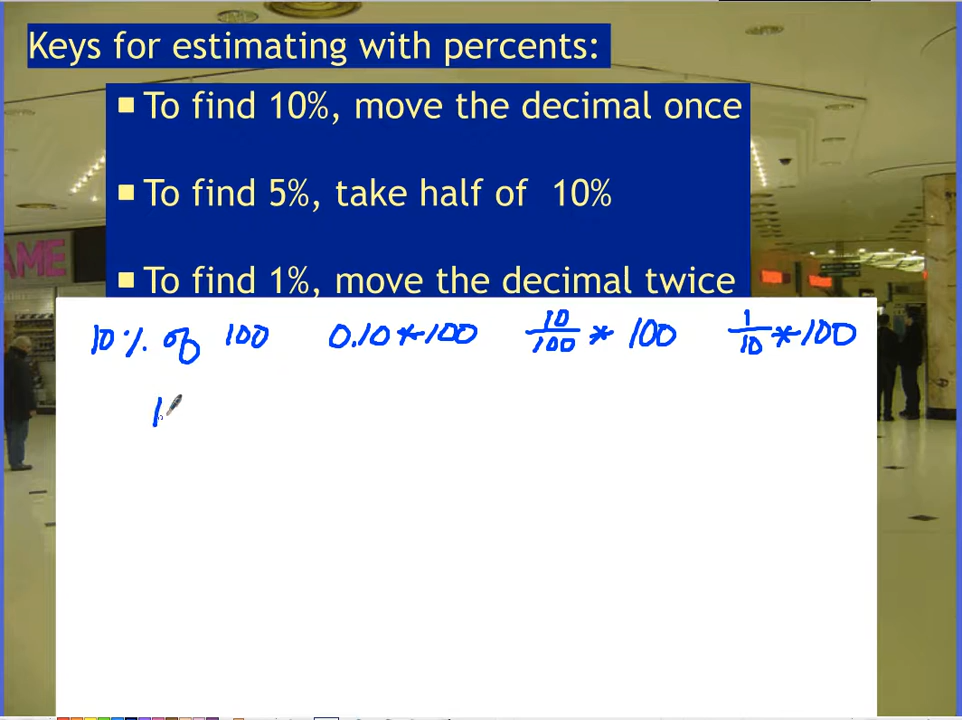 Keys for estimating with percents:
■ To find 10%, move the decimal once
■ To find 5%, take half of 10%
■ To find 1%, move the decimal twice
AME
10% of 100 0.10*100 10/100 * 100 1/10 * 100
1